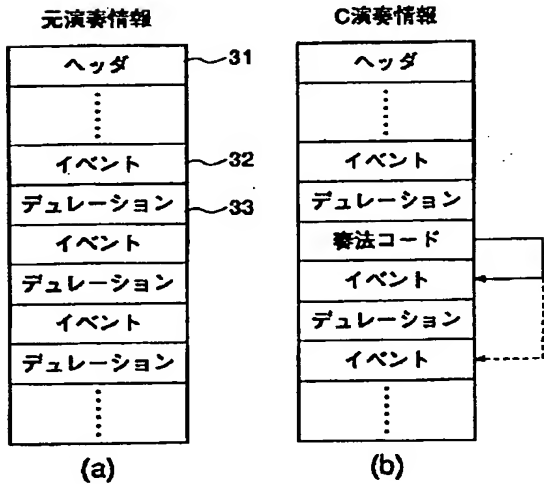 元演奏情報
ヘッダ
31
イベント
32
デュレーション
33
イベント
デュレーション
イベント
デュレーション
(a)
C演奏情報
ヘッダ
イベント
デュレーション
奏法コード
イベント
デュレーション
イベント
(b)